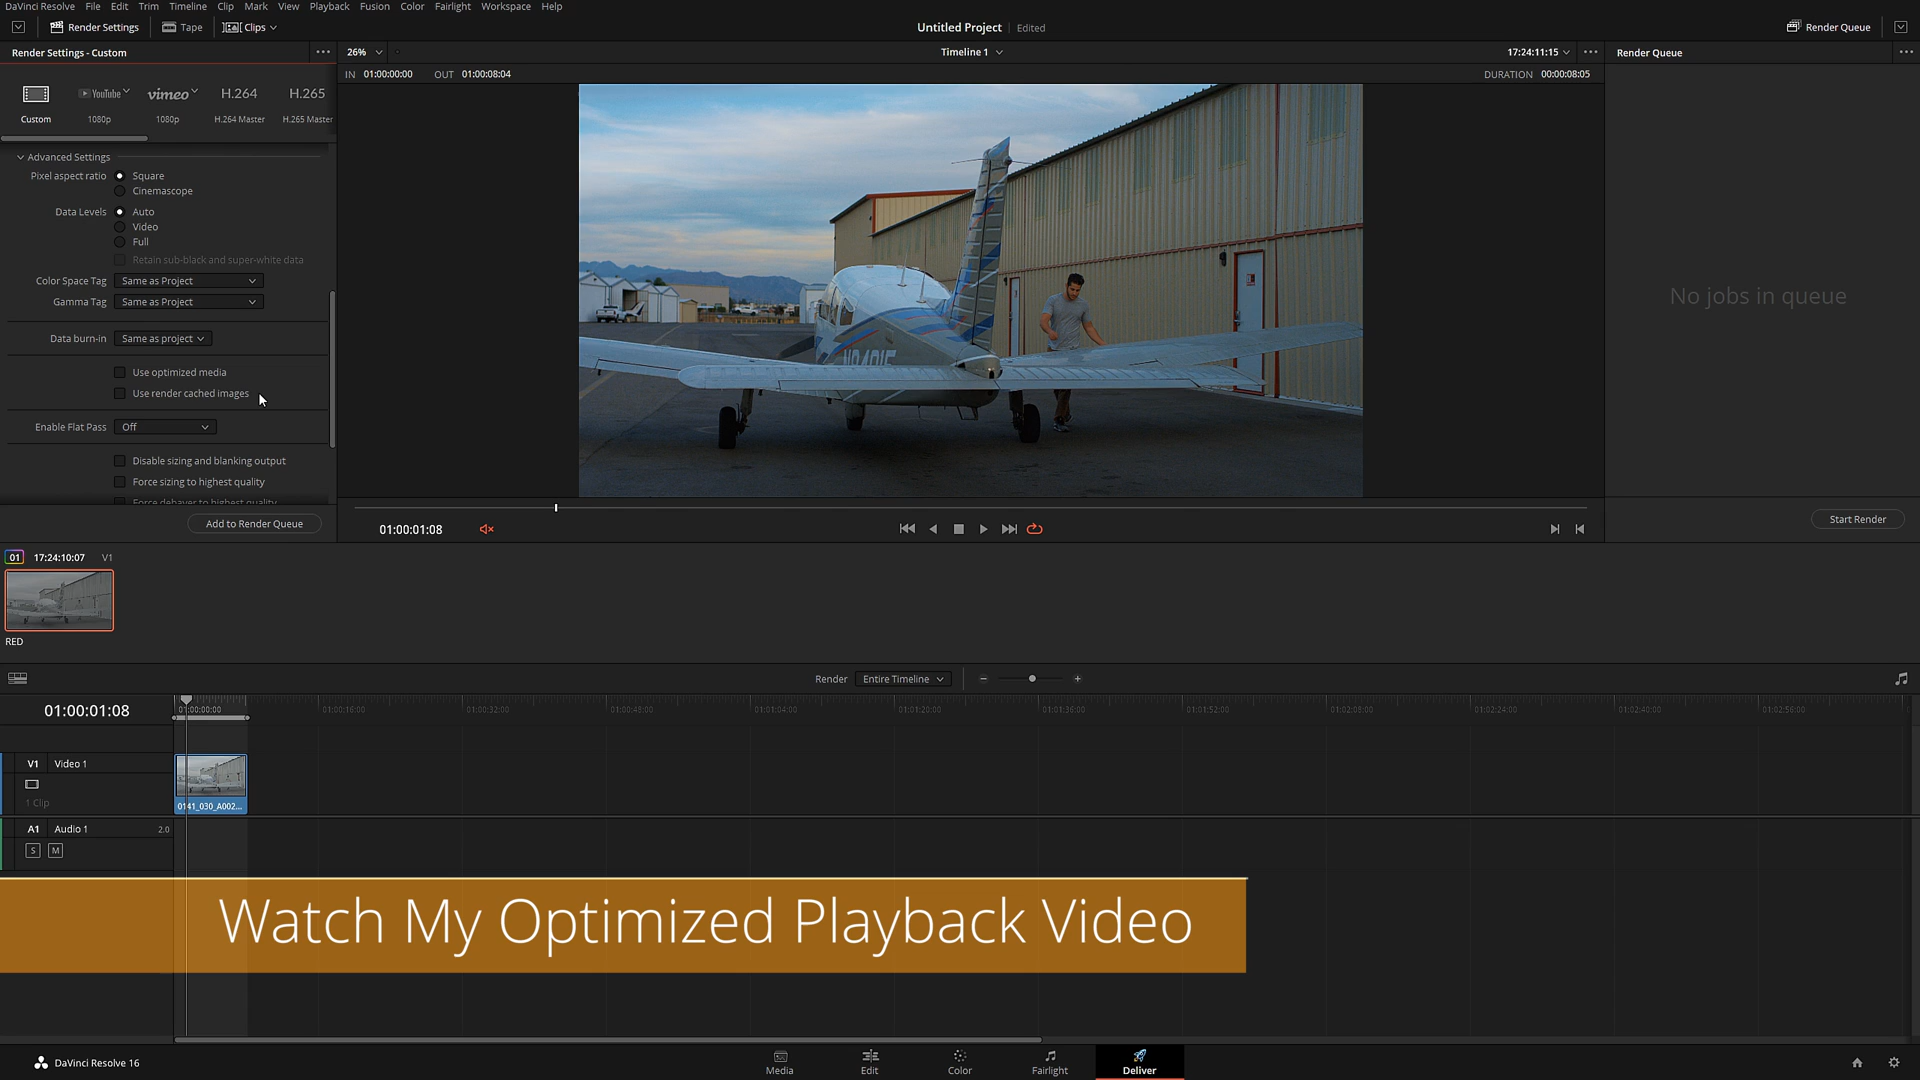 DaVinci Resolve File Edit Trim Timeline Clip Mark View Playback Fusion Color Fairlight Workspace Help
Render Settings Tape Clips Untitled Project Edited Render Queue
Render Settings - Custom 26% Timeline 1 17:24:11:15 Render Queue
IN 01:00:00:00 OUT 01:00:08:04 DURATION 00:00:08:05
YouTube vimeo H.264 H.265
Custom 1080p 1080p H.264 Master H.265 Master
Advanced Settings
Pixel aspect ratio Square
Cinemascope
Data Levels Auto
Video
Full
Retain sub-black and super-white data
Color Space Tag Same as Project
Gamma Tag Same as Project
No jobs in queue
Data burn-in Same as project
Use optimized media
Use render cached images
Enable Flat Pass Off
Disable sizing and blanking output
Force sizing to highest quality
Force debayer to highest quality
Add to Render Queue
01:00:01:08
Start Render
01 17:24:10:07 V1
RED
Render Entire Timeline
01:00:01:08 01:00:00:00 01:00:16:00 01:00:32:00 01:00:48:00 01:01:04:00 01:01:20:00 01:01:36:00 01:01:52:00 01:02:08:00 01:02:24:00 01:02:40:00 01:02:56:00
V1 Video 1
1 Clip
0141_030_A002...
A1 Audio 1 2.0
S M
Watch My Optimized Playback Video
DaVinci Resolve 16
Media Edit Color Fairlight Deliver